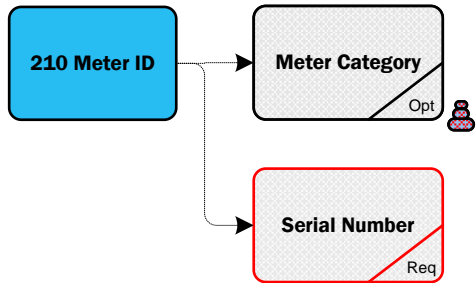 210 Meter ID
Meter Category
Opt
Serial Number
Req